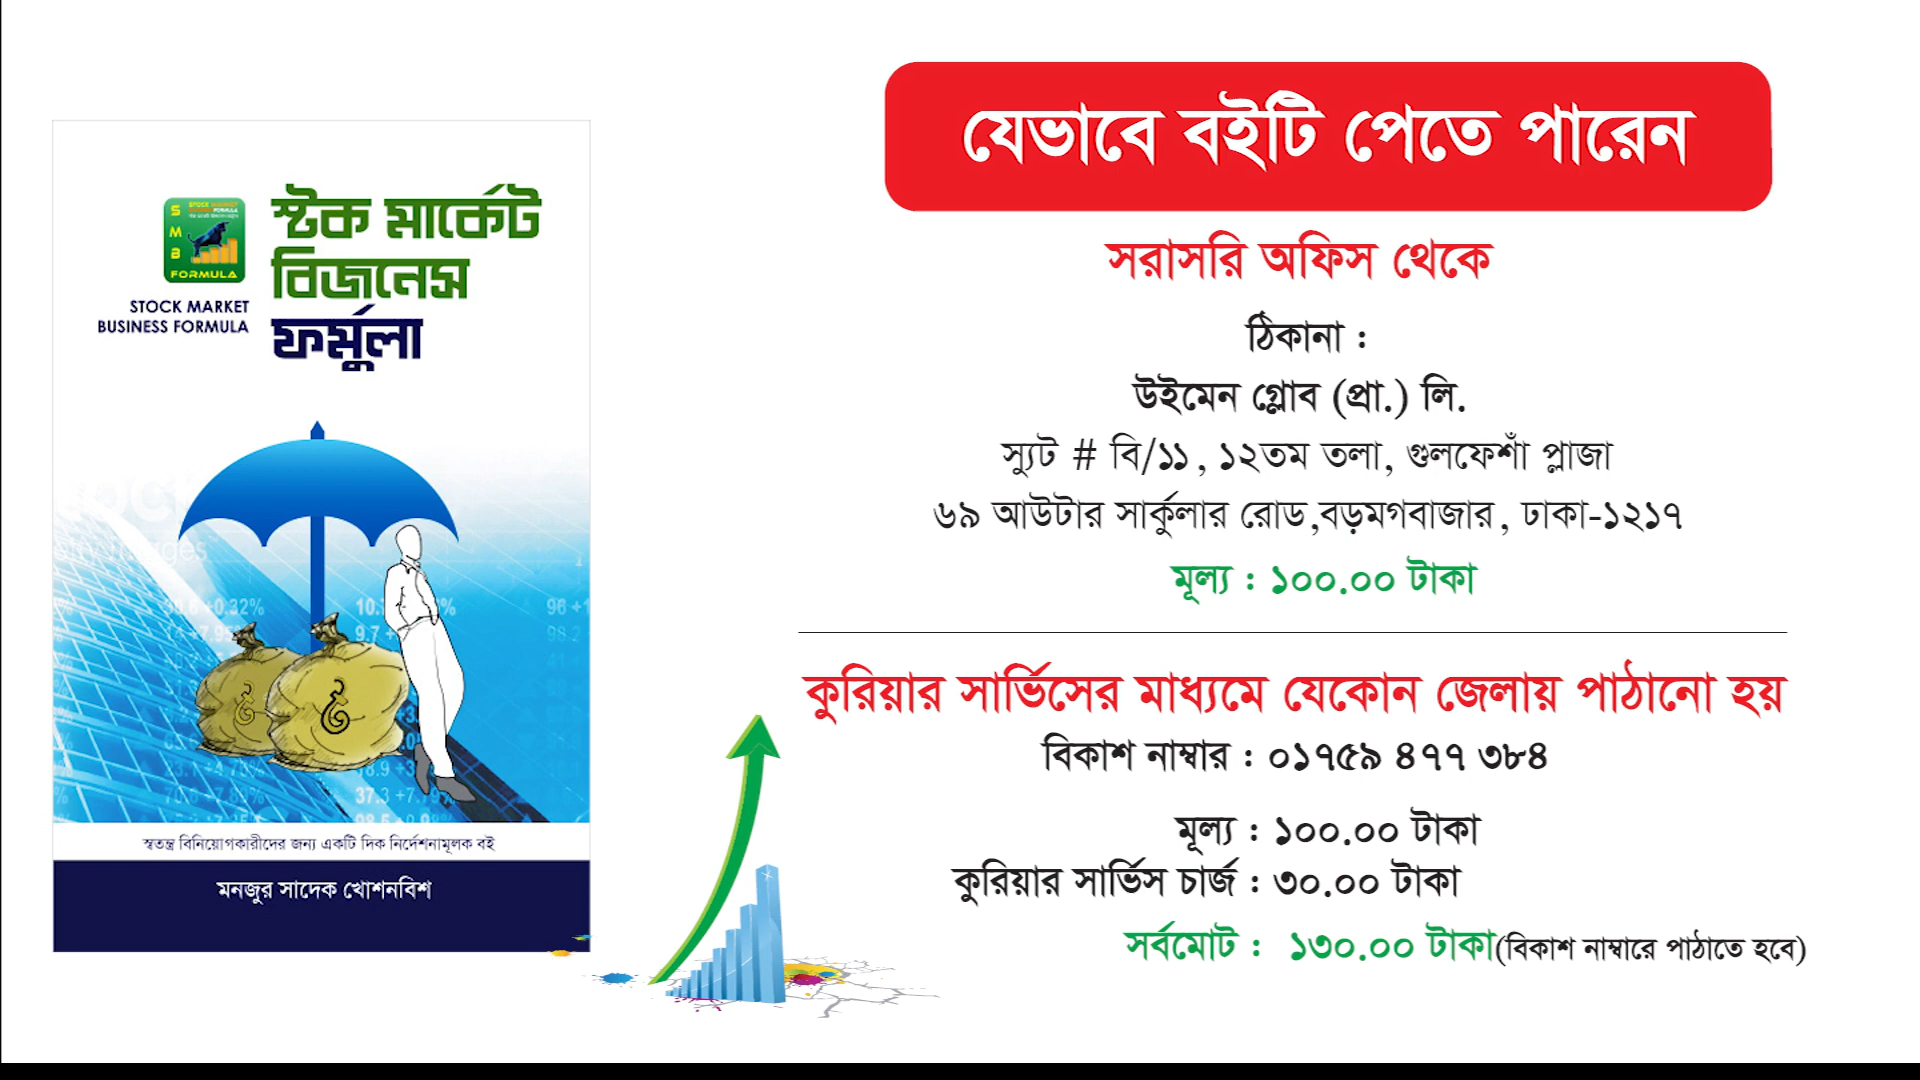 স্টক মার্কেট
বিজনেস
ফর্মুলা
S
M
B
FORMULA
STOCK MARKET
BUSINESS FORMULA
স্বতন্ত্র বিনিয়োগকারীদের জন্য একটি দিক নির্দেশনামূলক বই
মনজুর সাদেক খোশনবিশ
যেভাবে বইটি পেতে পারেন
সরাসরি অফিস থেকে
ঠিকানা :
উইমেন গ্লোব (প্রা.) লি.
স্যুট # বি/১১, ১২তম তলা, গুলফেশাঁ প্লাজা
৬৯ আউটার সার্কুলার রোড,বড়মগবাজার, ঢাকা-১২১৭
মূল্য : ১০০.০০ টাকা
কুরিয়ার সার্ভিসের মাধ্যমে যেকোন জেলায় পাঠানো হয়
বিকাশ নাম্বার : ০১৭৫৯ ৪৭৭ ৩৮৪
মূল্য : ১০০.০০ টাকা
কুরিয়ার সার্ভিস চার্জ : ৩০.০০ টাকা
সর্বমোট : ১৩০.০০ টাকা(বিকাশ নাম্বারে পাঠাতে হবে)